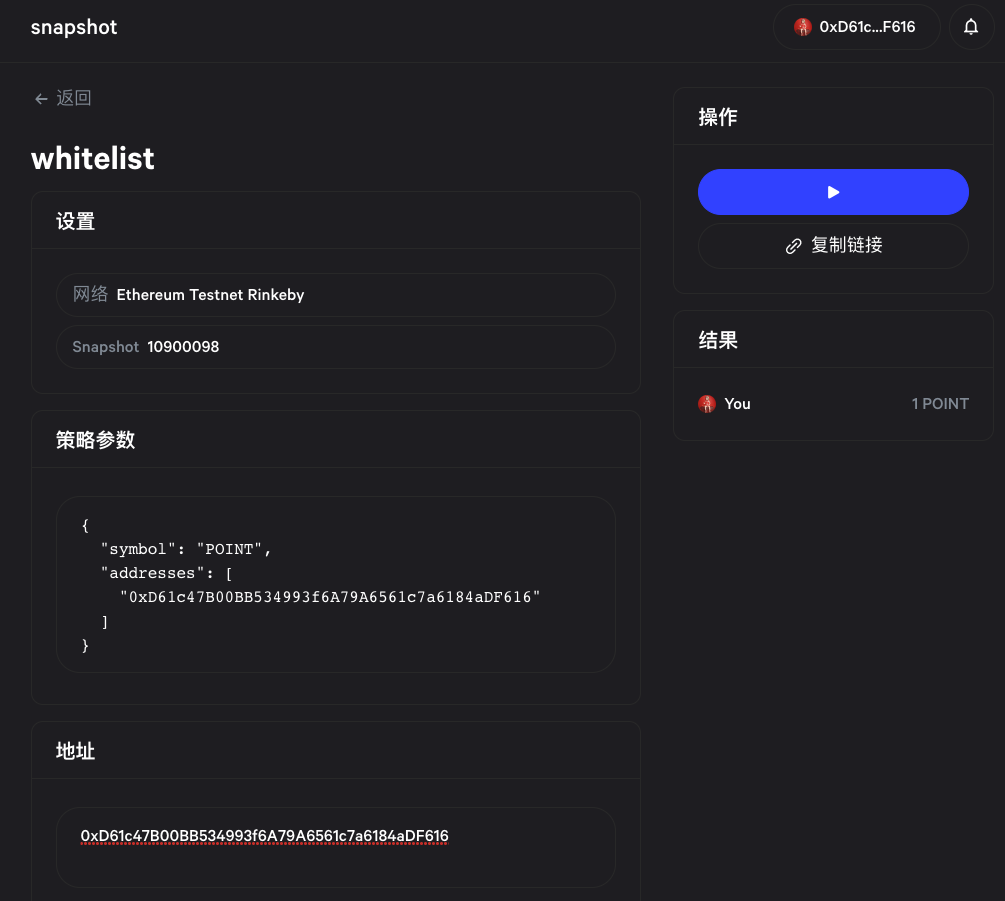 snapshot
0xD61c...F616
返回
whitelist
设置
网络 Ethereum Testnet Rinkeby
Snapshot 10900098
策略参数
{
"symbol": "POINT",
"addresses": [
"0xD61c47B00BB534993f6A79A6561c7a6184aDF616"
]
}
地址
0xD61c47B00BB534993f6A79A6561c7a6184aDF616
操作
复制链接
结果
You 1 POINT